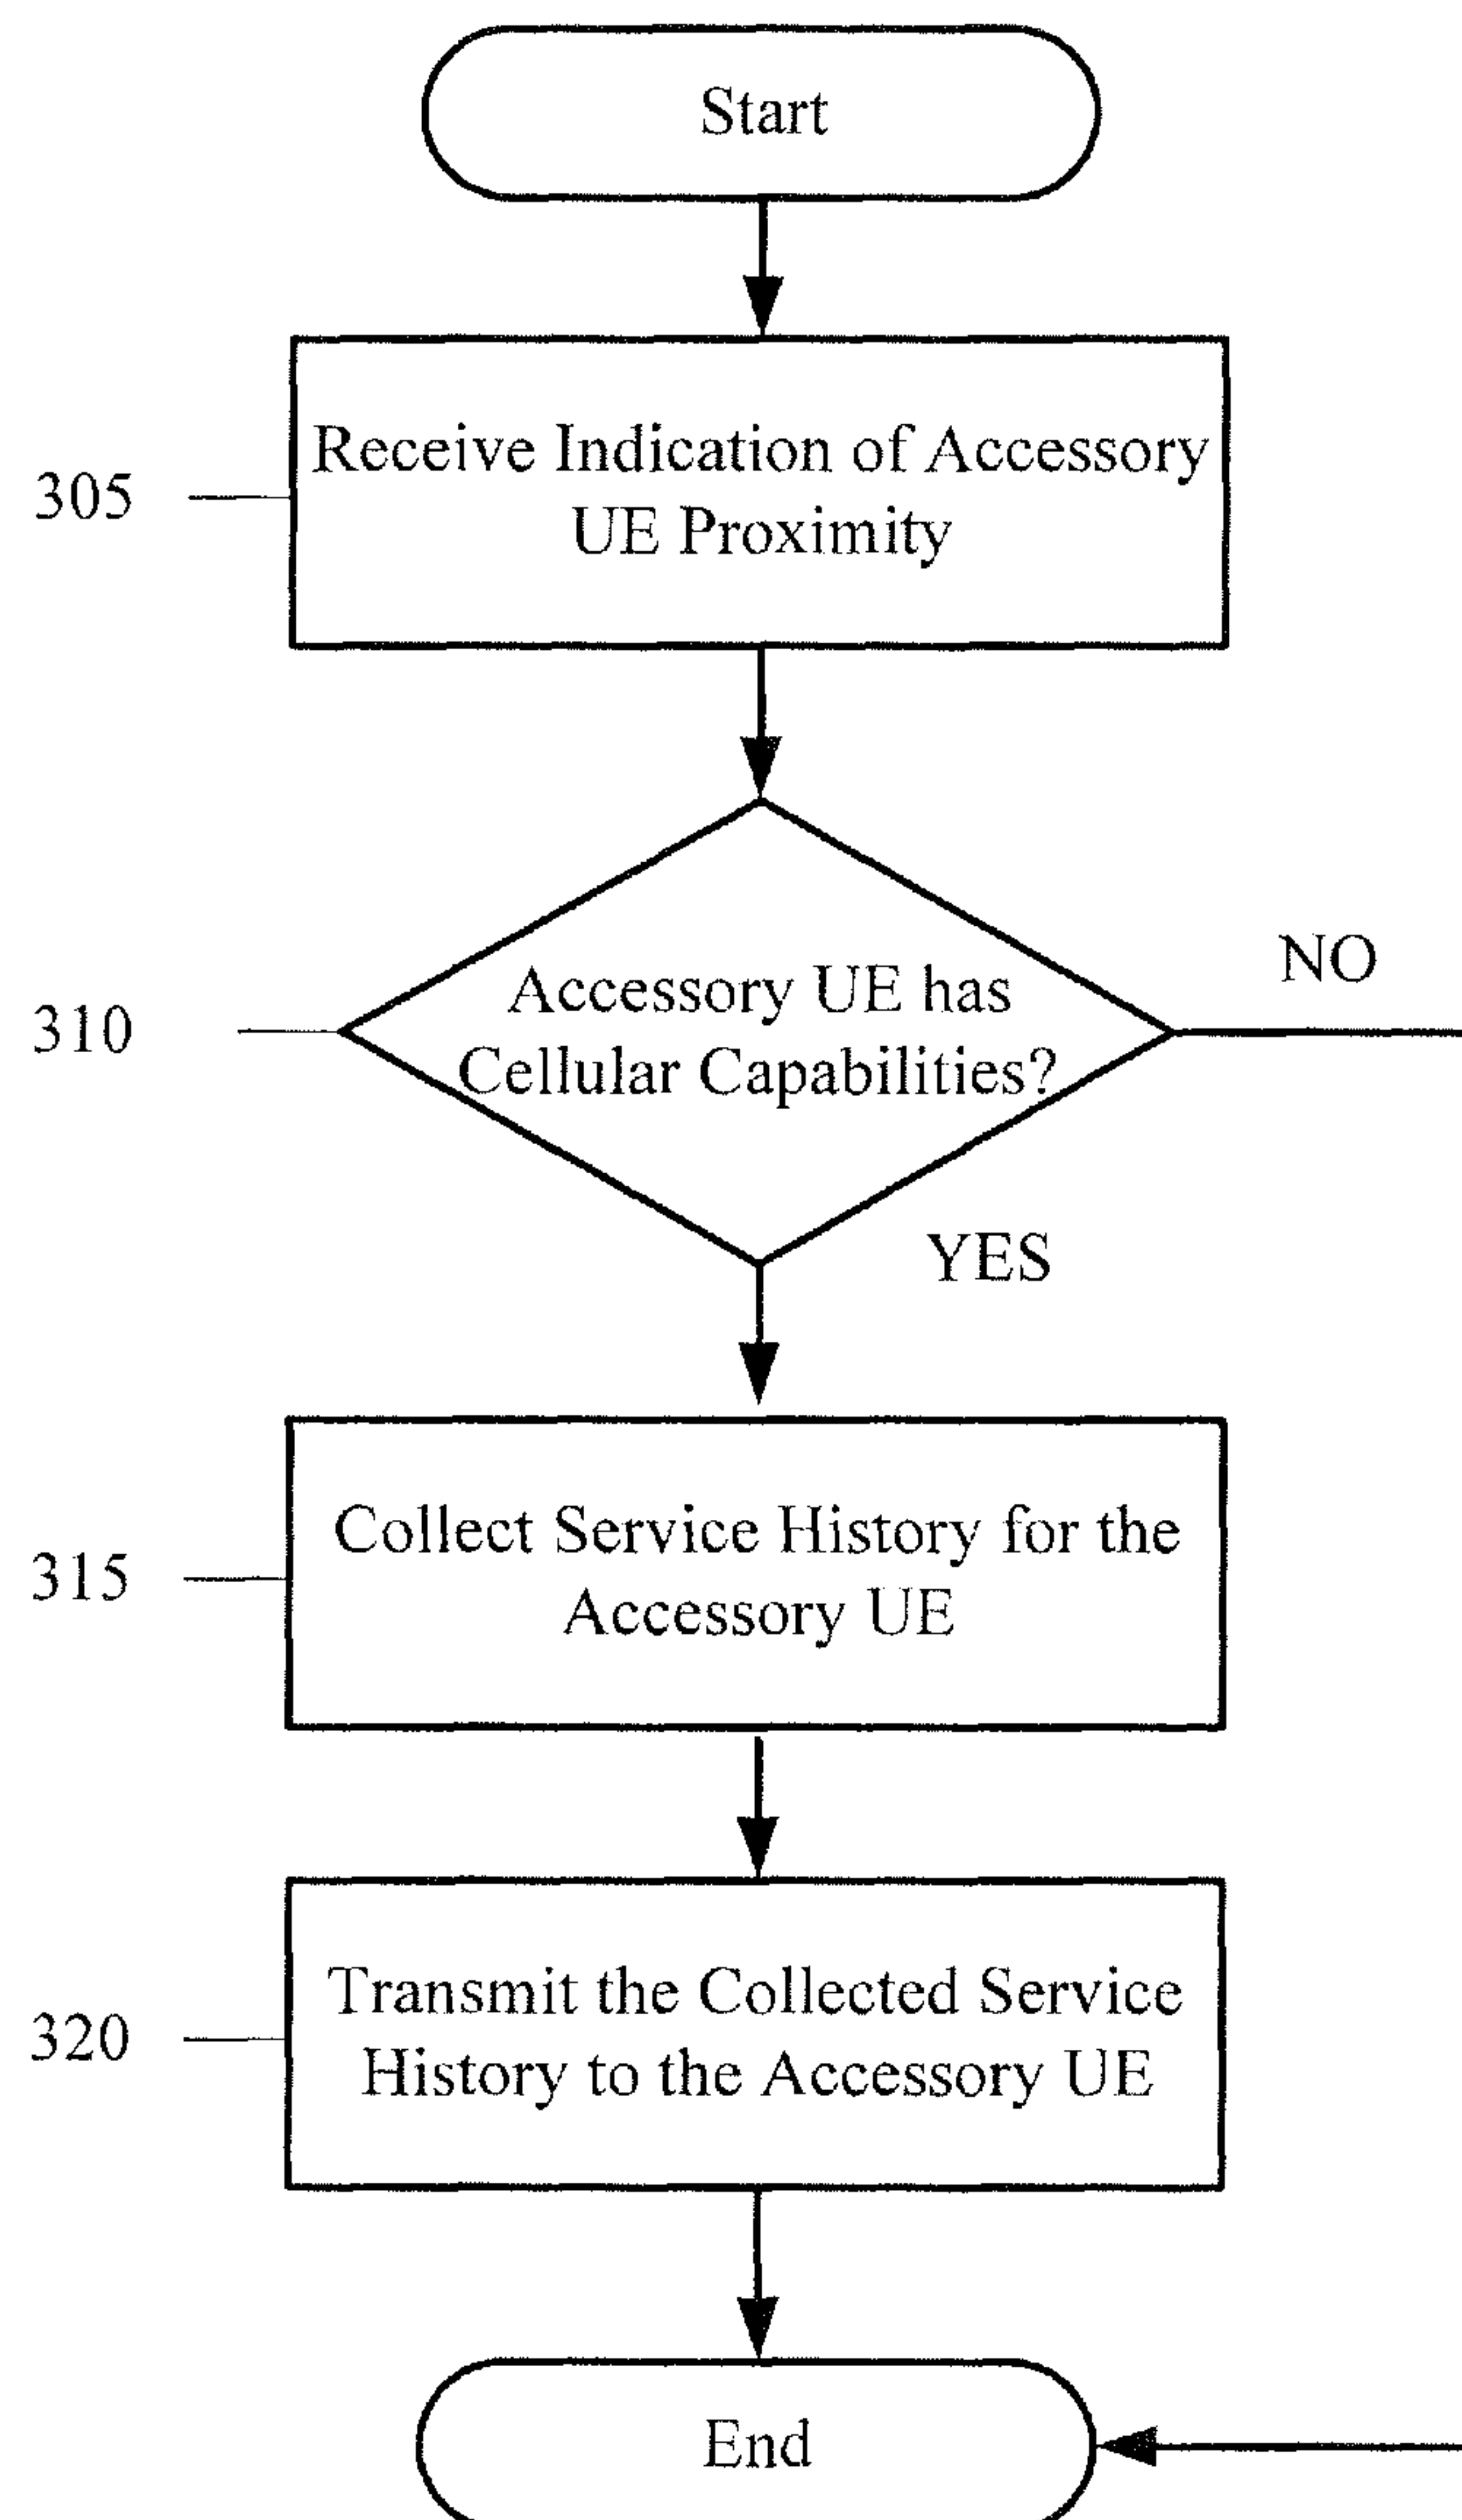 Start
305
Receive Indication of Accessory
UE Proximity
310
Accessory UE has
Cellular Capabilities?
NO
YES
315
Collect Service History for the
Accessory UE
320
Transmit the Collected Service
History to the Accessory UE
End